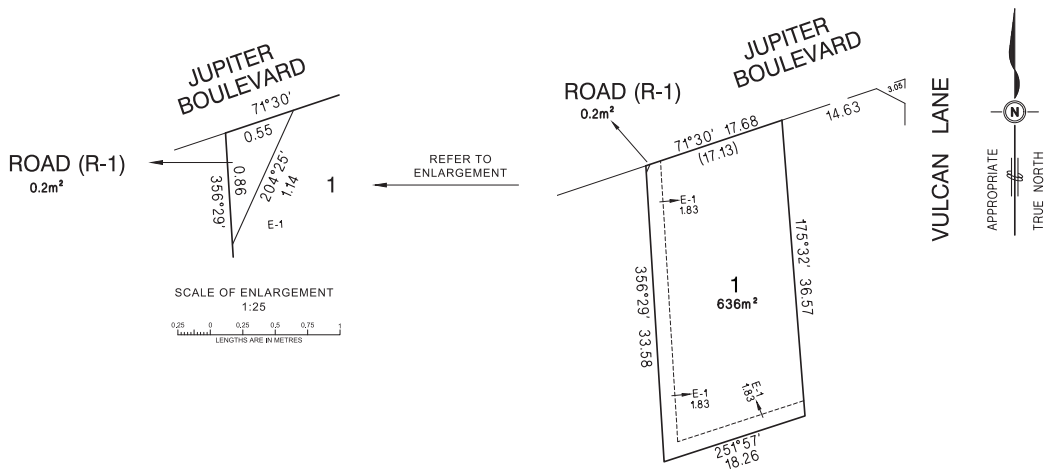 JUPITER
BOULEVARD
71°30'
0.55
ROAD (R-1)
0.2m²
0.86
356°29'
204°25'
1.14
1
E-1
SCALE OF ENLARGEMENT
1:25
0,25 0 0,25 0,5 0,75 1
LENGTHS ARE IN METRES
REFER TO
ENLARGEMENT
JUPITER
BOULEVARD
ROAD (R-1)
0.2m²
71°30' 17.68
(17.13)
14.63
3.05
VULCAN LANE
E-1
1.83
356°29' 33.58
1
636m²
175°32' 36.57
E-1
1.83
E-1
1.83
251°57'
18.26
N
APPROPRIATE
TRUE NORTH